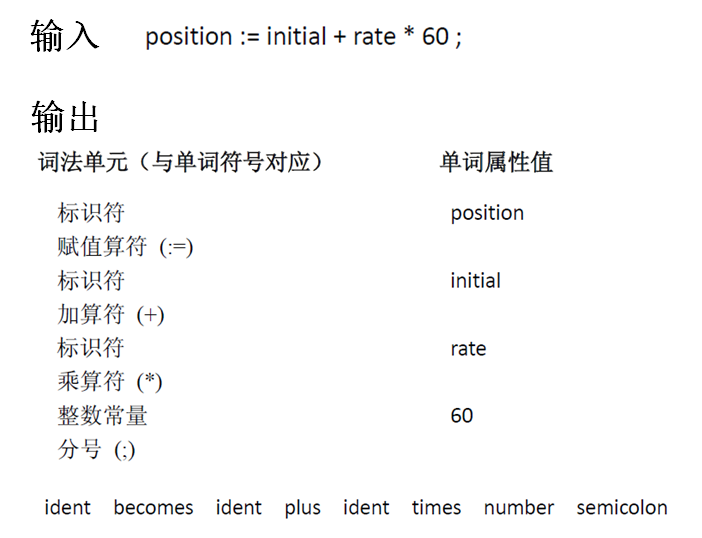 输入 position := initial + rate * 60 ;
输出
词法单元（与单词符号对应） 单词属性值
标识符 position
赋值算符 (:=)
标识符 initial
加算符 (+)
标识符 rate
乘算符 (*)
整数常量 60
分号 (;)
ident becomes ident plus ident times number semicolon